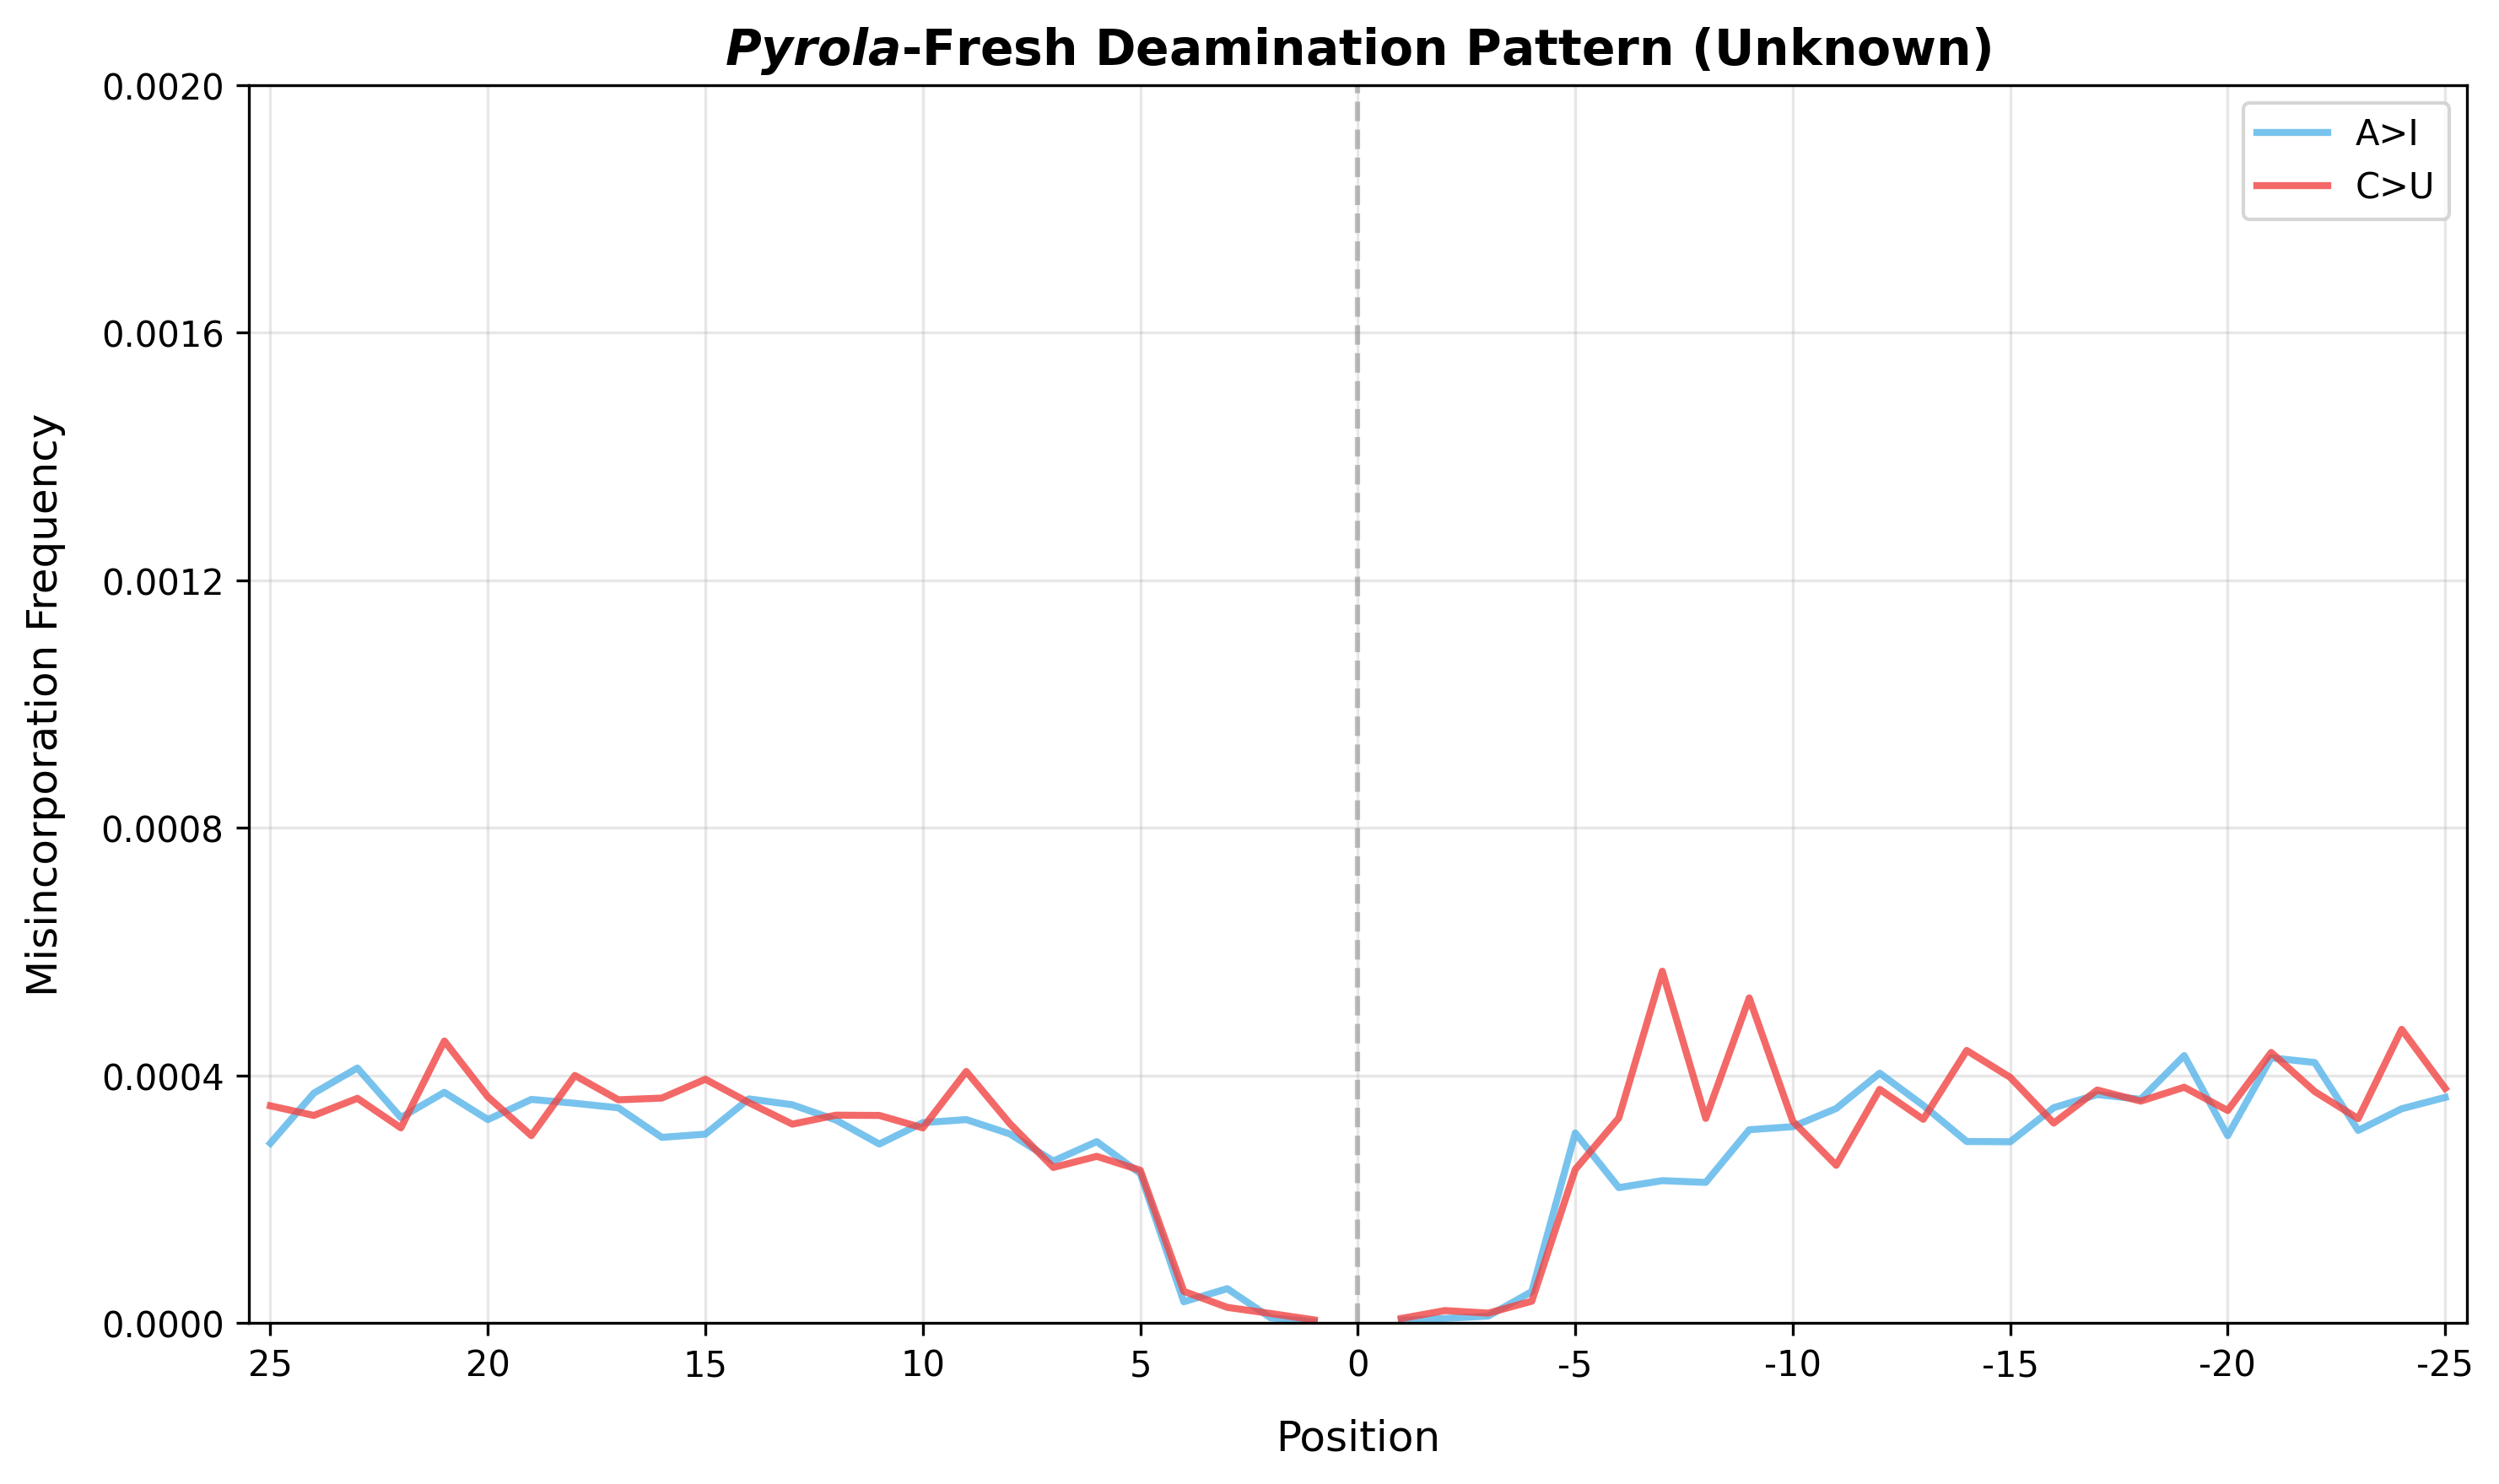 Pyrola-Fresh Deamination Pattern (Unknown)
0.0020
0.0016
0.0012
0.0008
0.0004
0.0000
Misincorporation Frequency
A>I
C>U
25 20 15 10 5 0 -5 -10 -15 -20 -25
Position